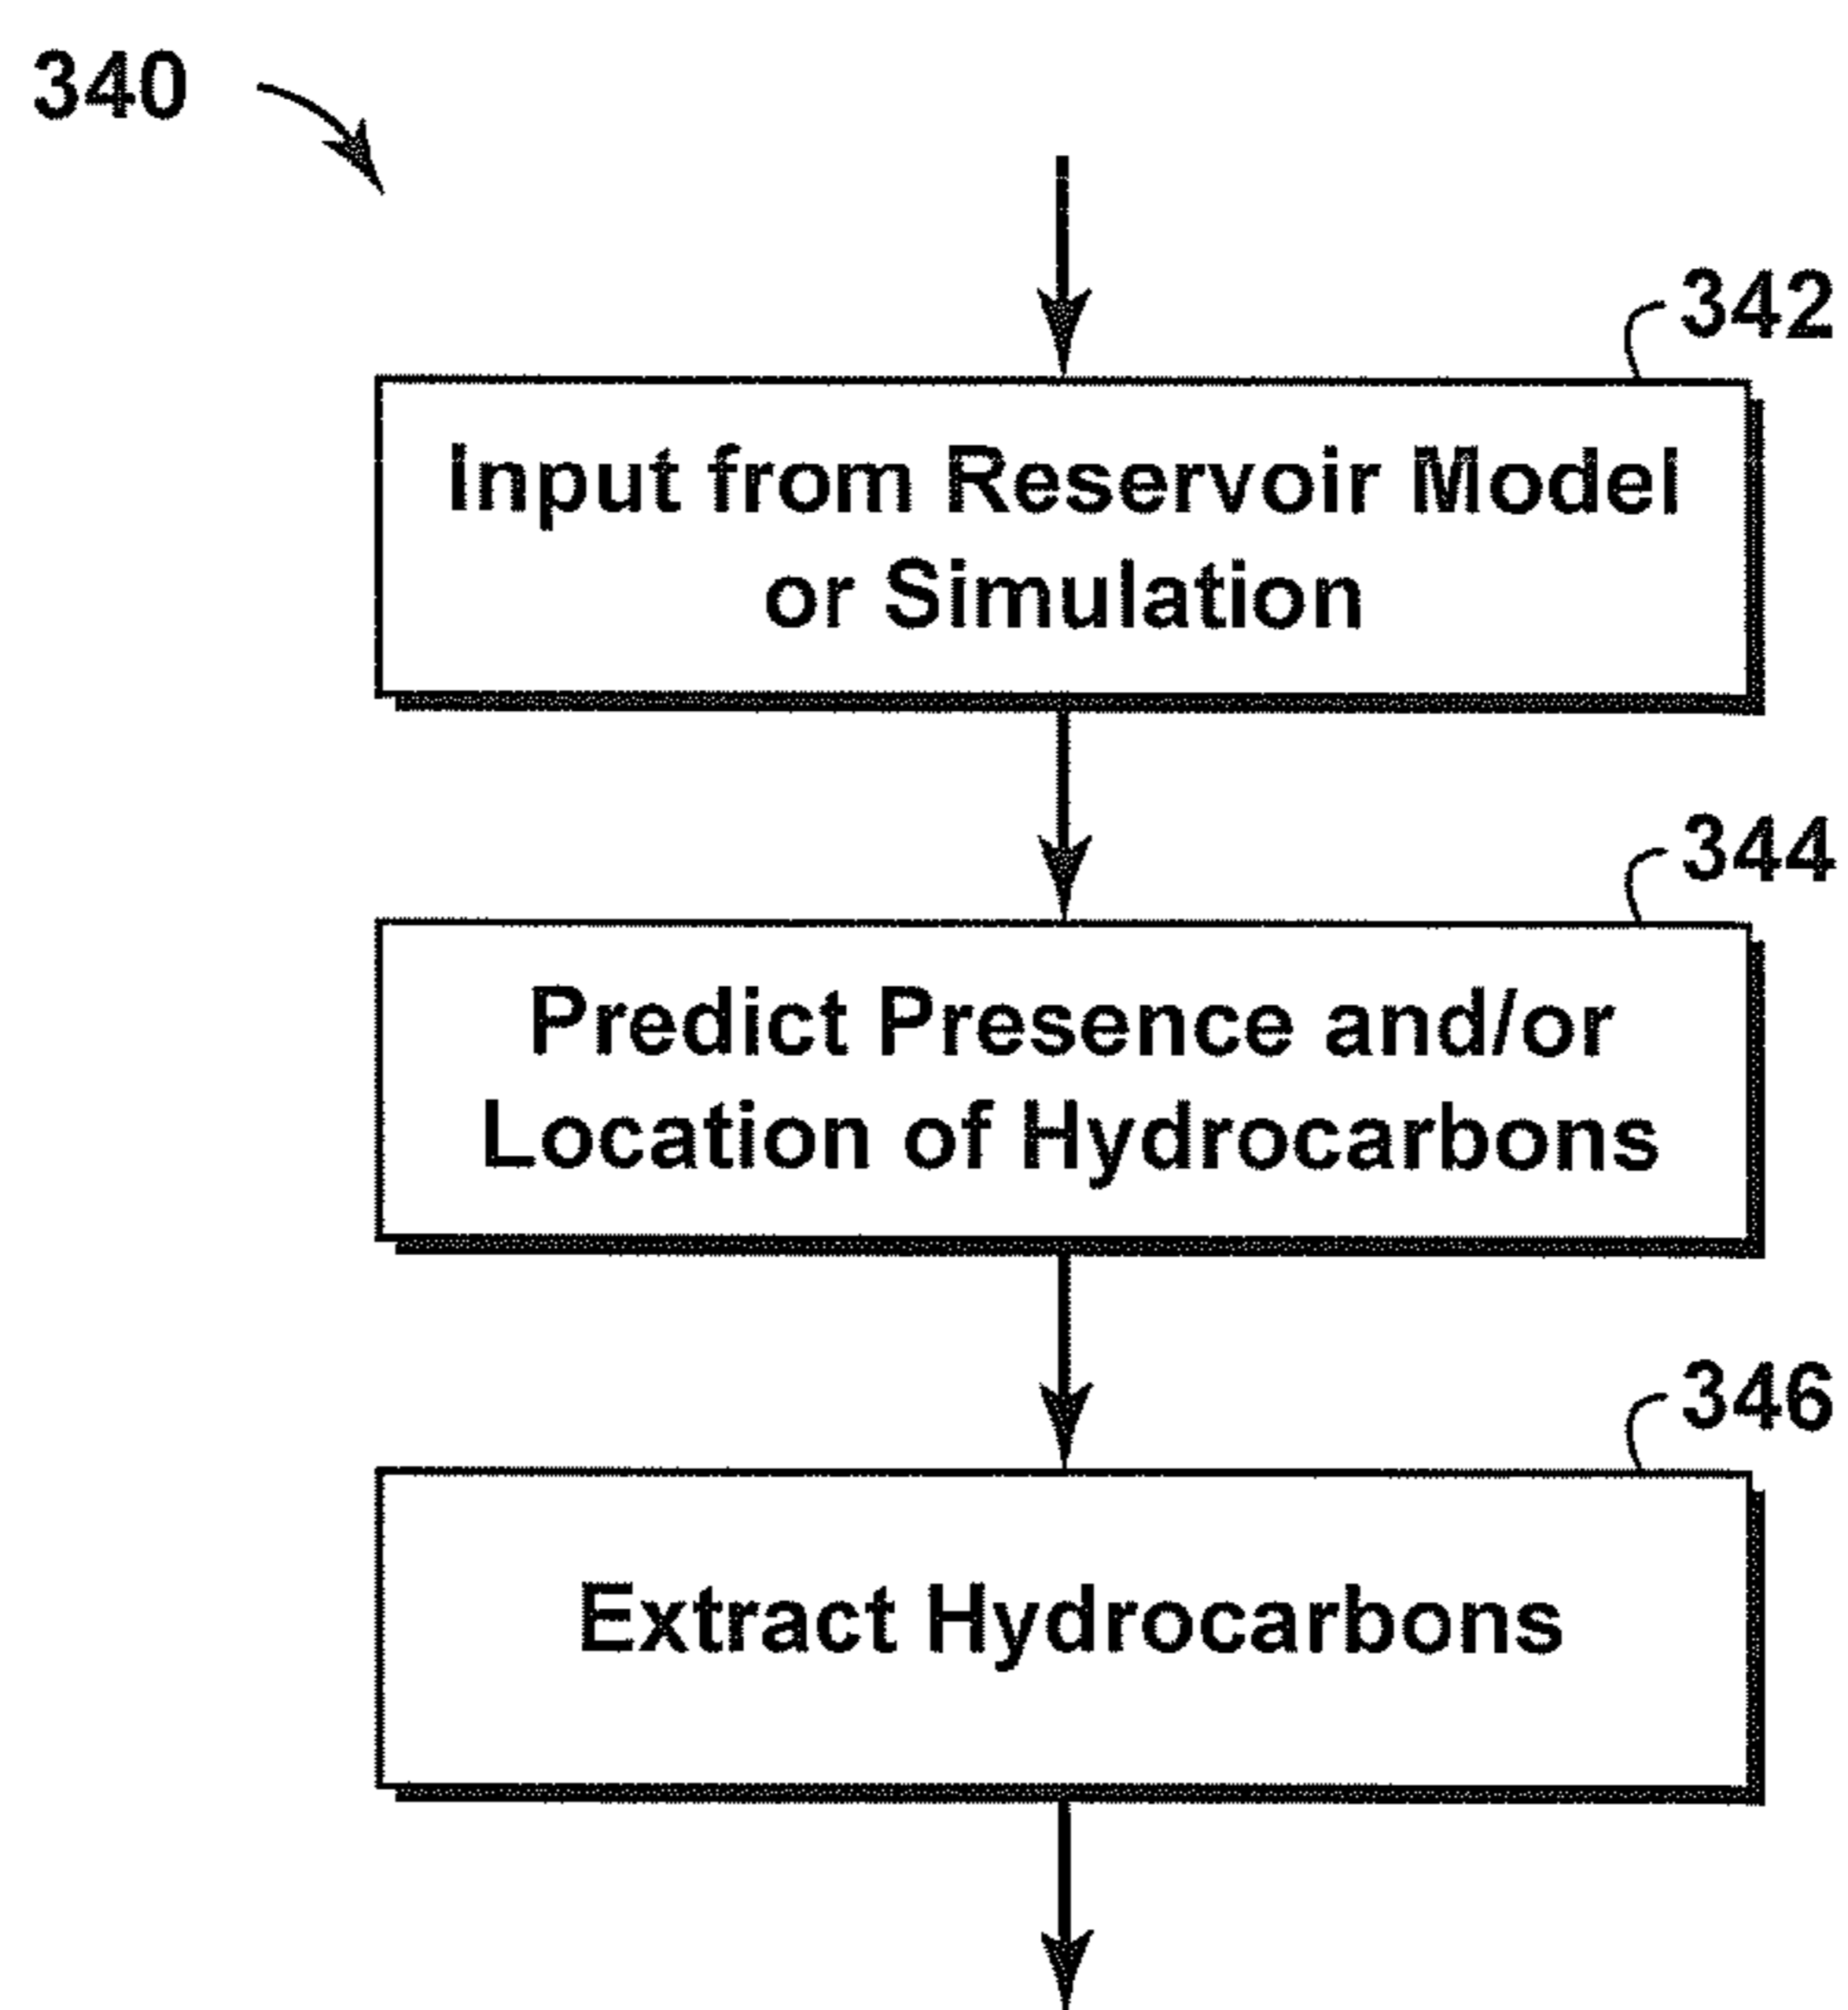 340
342
Input from Reservoir Model
or Simulation
344
Predict Presence and/or
Location of Hydrocarbons
346
Extract Hydrocarbons